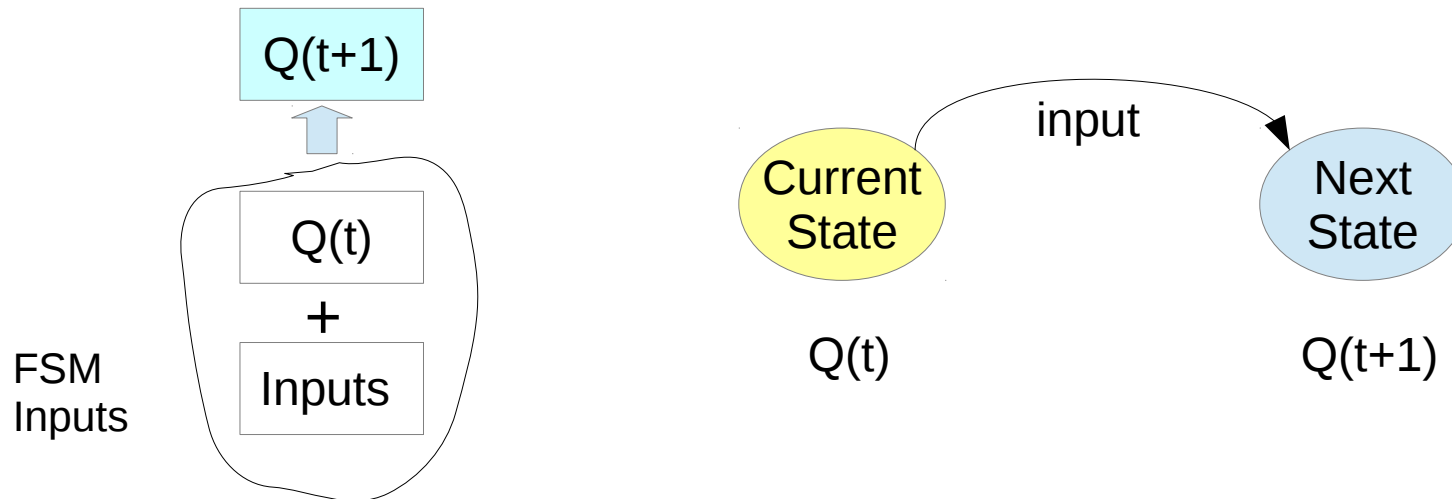 Q(t+1)
Q(t)
+
Inputs
FSM
Inputs
input
Current
State
Next
State
Q(t)
Q(t+1)